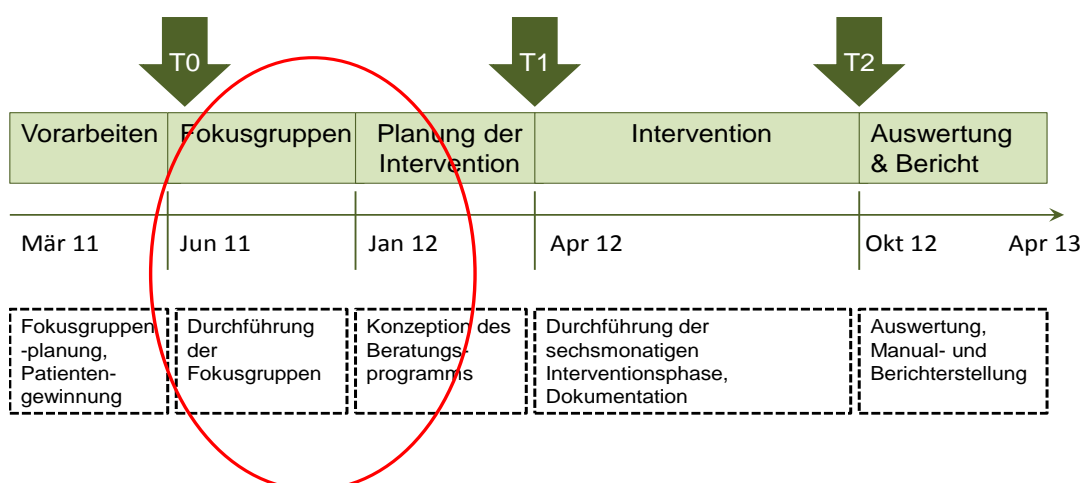 T0
T1
T2
Vorarbeiten
Fokusgruppen
Planung der
Intervention
Intervention
Auswertung
& Bericht
Mär 11
Jun 11
Jan 12
Apr 12
Okt 12
Apr 13
Fokusgruppen
-planung,
Patienten-
gewinnung
Durchführung
der
Fokusgruppen
Konzeption des
Beratungs-
programms
Durchführung der
sechsmonatigen
Interventionsphase,
Dokumentation
Auswertung,
Manual- und
Berichterstellung